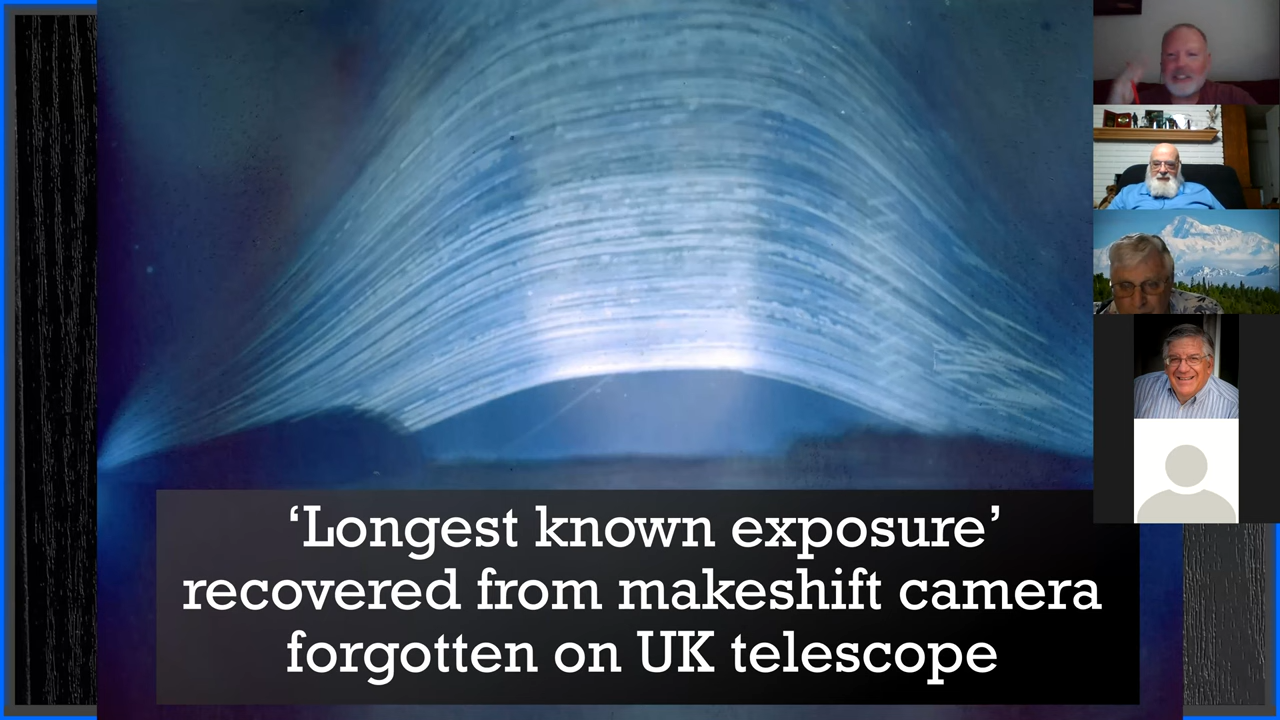 ‘Longest known exposure’
recovered from makeshift camera
forgotten on UK telescope